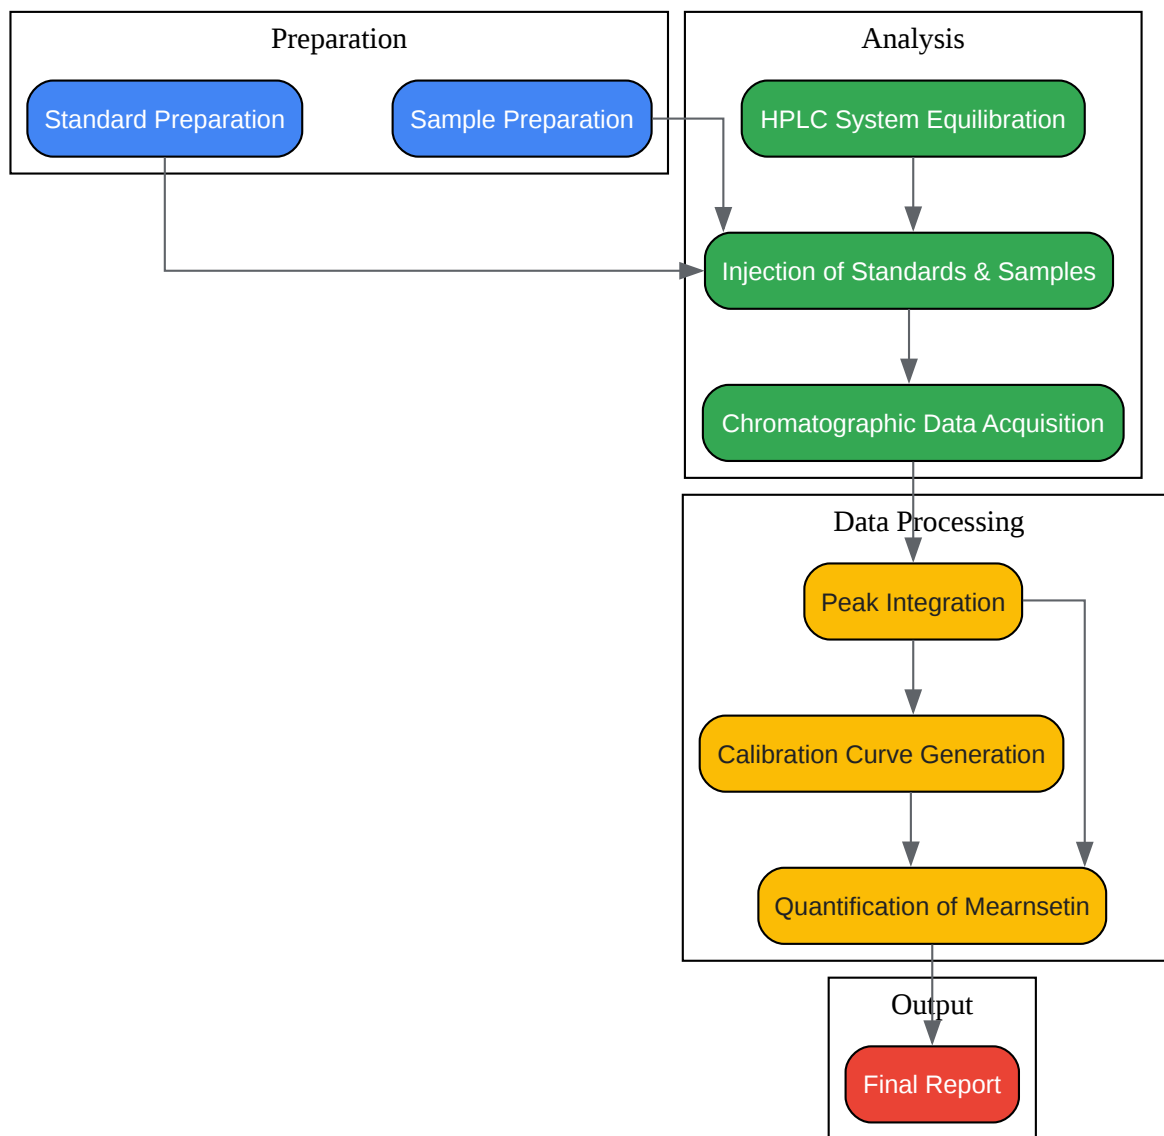 Preparation
Standard Preparation
Sample Preparation
Analysis
HPLC System Equilibration
Injection of Standards & Samples
Chromatographic Data Acquisition
Data Processing
Peak Integration
Calibration Curve Generation
Quantification of Mearnsetin
Output
Final Report